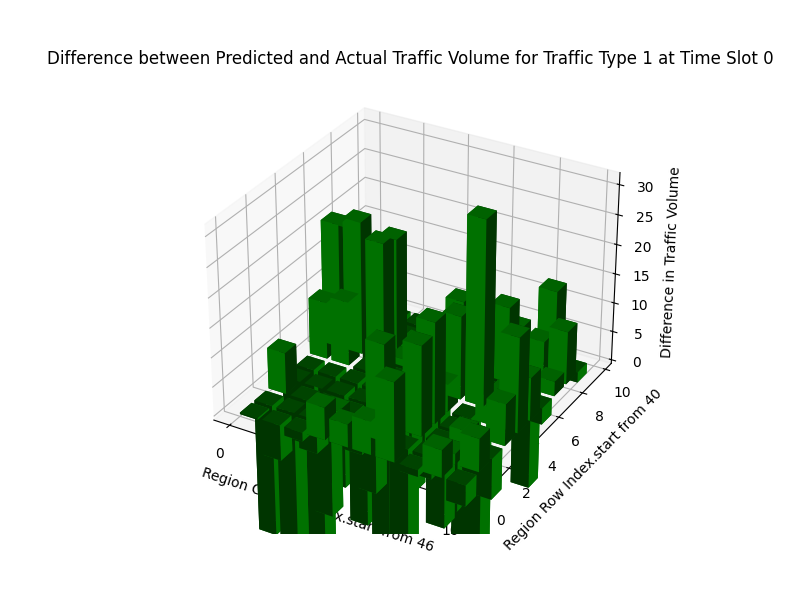 Difference between Predicted and Actual Traffic Volume for Traffic Type 1 at Time Slot 0
30
25
20
15
10
5
0
Difference in Traffic Volume
10
8
6
4
2
0
Region Row Index.start from 40
0
Region
from 46